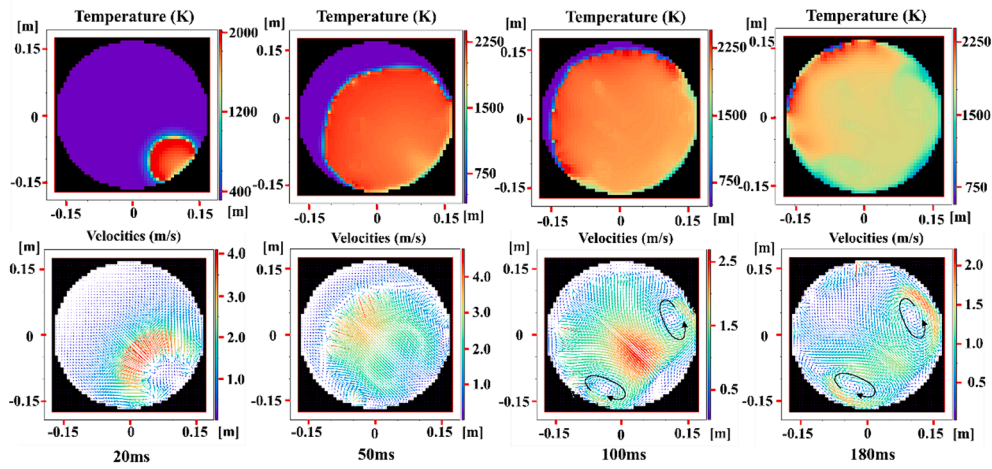 [m] Temperature (K) 2000
0.15
0
-0.15
1200
400
-0.15 0 0.15 [m]
[m] Temperature (K)
0.15
0
-0.15
2250
1500
750
-0.15 0 0.15 [m]
[m] Temperature (K)
0.15
0
-0.15
2250
1500
750
-0.15 0 0.15 [m]
[m] Temperature (K)
0.15
0
-0.15
2250
1500
750
-0.15 0 0.15 [m]
[m] Velocities (m/s) 4.0
0.15
0
-0.15
3.0
2.0
1.0
-0.15 0 0.15 [m]
20ms
[m] Velocities (m/s)
0.15
0
-0.15
4.0
3.0
2.0
1.0
-0.15 0 0.15 [m]
50ms
[m] Velocities (m/s)
0.15
0
-0.15
2.5
1.5
0.5
-0.15 0 0.15 [m]
100ms
[m] Velocities (m/s)
0.15
0
-0.15
2.0
1.5
1.0
0.5
-0.15 0 0.15 [m]
180ms